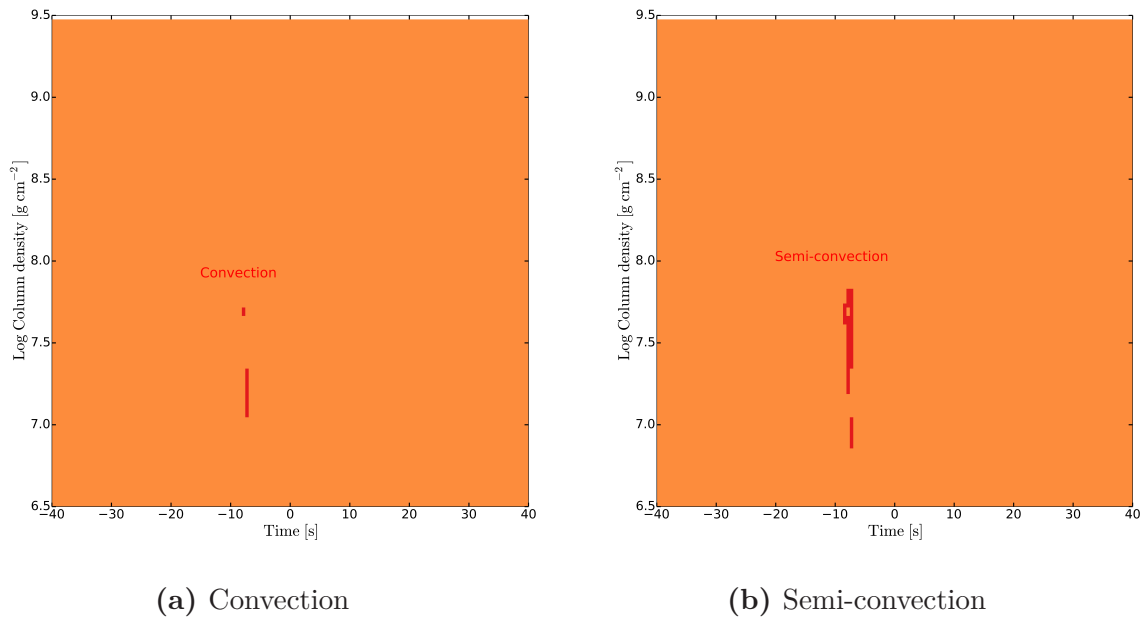 9.5
9.0
8.5
8.0
7.5
7.0
6.5
Log Column density [g cm⁻²]
Convection
−40 −30 −20 −10 0 10 20 30 40
Time [s]
(a) Convection
9.5
9.0
8.5
8.0
7.5
7.0
6.5
Log Column density [g cm⁻²]
Semi-convection
−40 −30 −20 −10 0 10 20 30 40
Time [s]
(b) Semi-convection